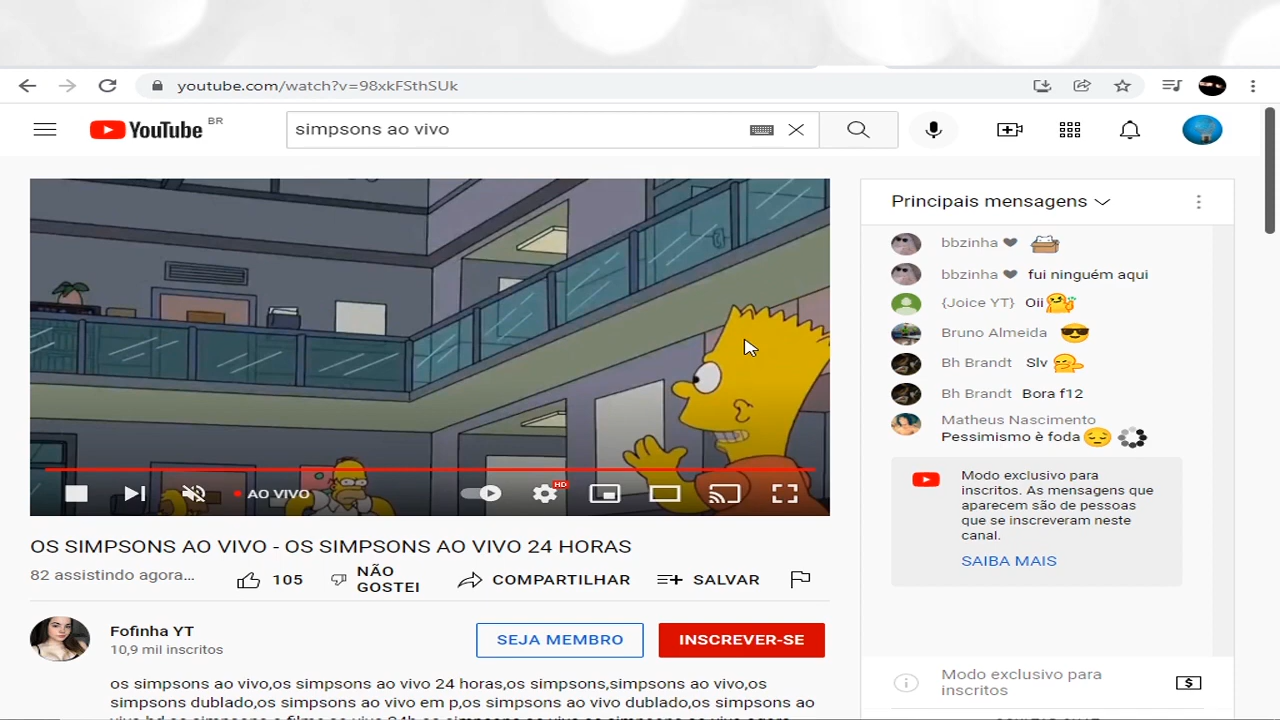 youtube.com/watch?v=98xkFSthSUk
YouTube BR
simpsons ao vivo
HD
AO VIVO
OS SIMPSONS AO VIVO - OS SIMPSONS AO VIVO 24 HORAS
82 assistindo agora...
105
NÃO
GOSTEI
COMPARTILHAR
SALVAR
Fofinha YT
10,9 mil inscritos
SEJA MEMBRO
INSCREVER-SE
os simpsons ao vivo,os simpsons ao vivo 24 horas,os simpsons,simpsons ao vivo,os
simpsons dublado,os simpsons ao vivo em p,os simpsons ao vivo dublado,os simpsons ao
Principais mensagens
bbzinha 🖤
bbzinha 🖤 fui ninguém aqui
{Joice YT} Oii
Bruno Almeida 😎
Bh Brandt Slv 🤗
Bh Brandt Bora f12
Matheus Nascimento
Pessimismo è foda 😔
Modo exclusivo para
inscritos. As mensagens que
aparecem são de pessoas
que se inscreveram neste
canal.
SAIBA MAIS
Modo exclusivo para
inscritos
$